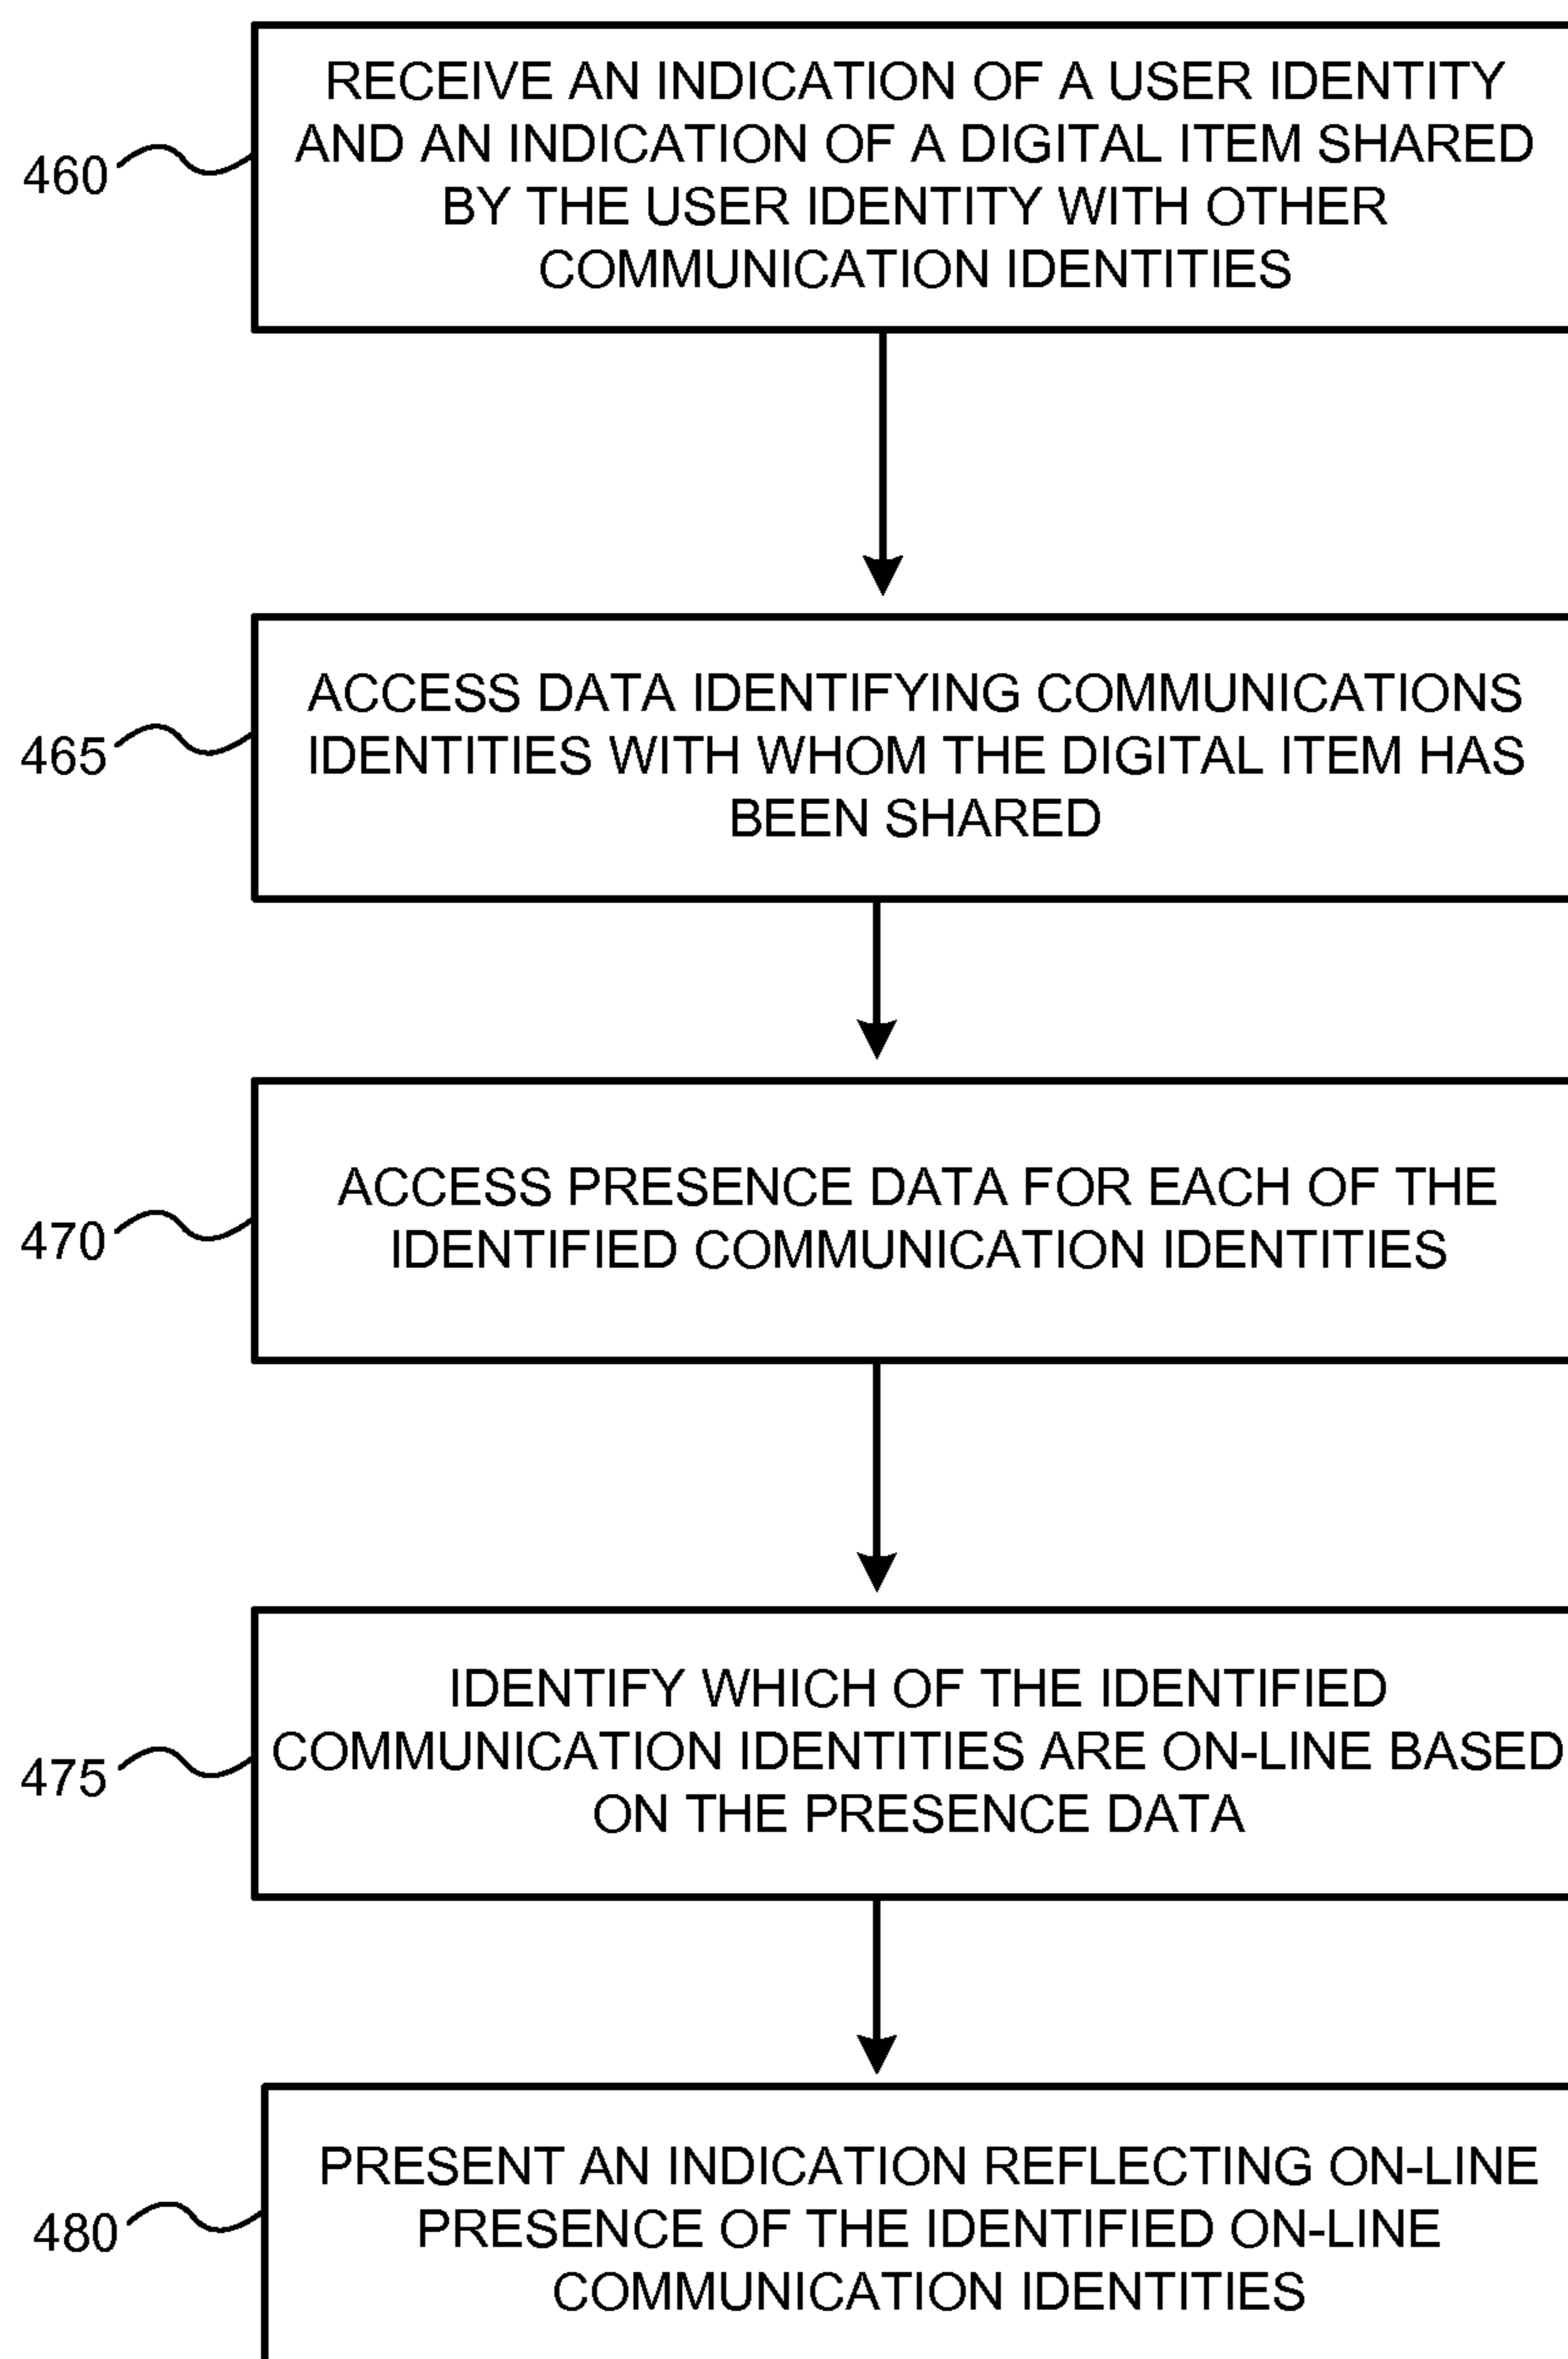 RECEIVE AN INDICATION OF A USER IDENTITY
AND AN INDICATION OF A DIGITAL ITEM SHARED
BY THE USER IDENTITY WITH OTHER
COMMUNICATION IDENTITIES
460
ACCESS DATA IDENTIFYING COMMUNICATIONS
IDENTITIES WITH WHOM THE DIGITAL ITEM HAS
BEEN SHARED
465
ACCESS PRESENCE DATA FOR EACH OF THE
IDENTIFIED COMMUNICATION IDENTITIES
470
IDENTIFY WHICH OF THE IDENTIFIED
COMMUNICATION IDENTITIES ARE ON-LINE BASED
ON THE PRESENCE DATA
475
PRESENT AN INDICATION REFLECTING ON-LINE
PRESENCE OF THE IDENTIFIED ON-LINE
COMMUNICATION IDENTITIES
480